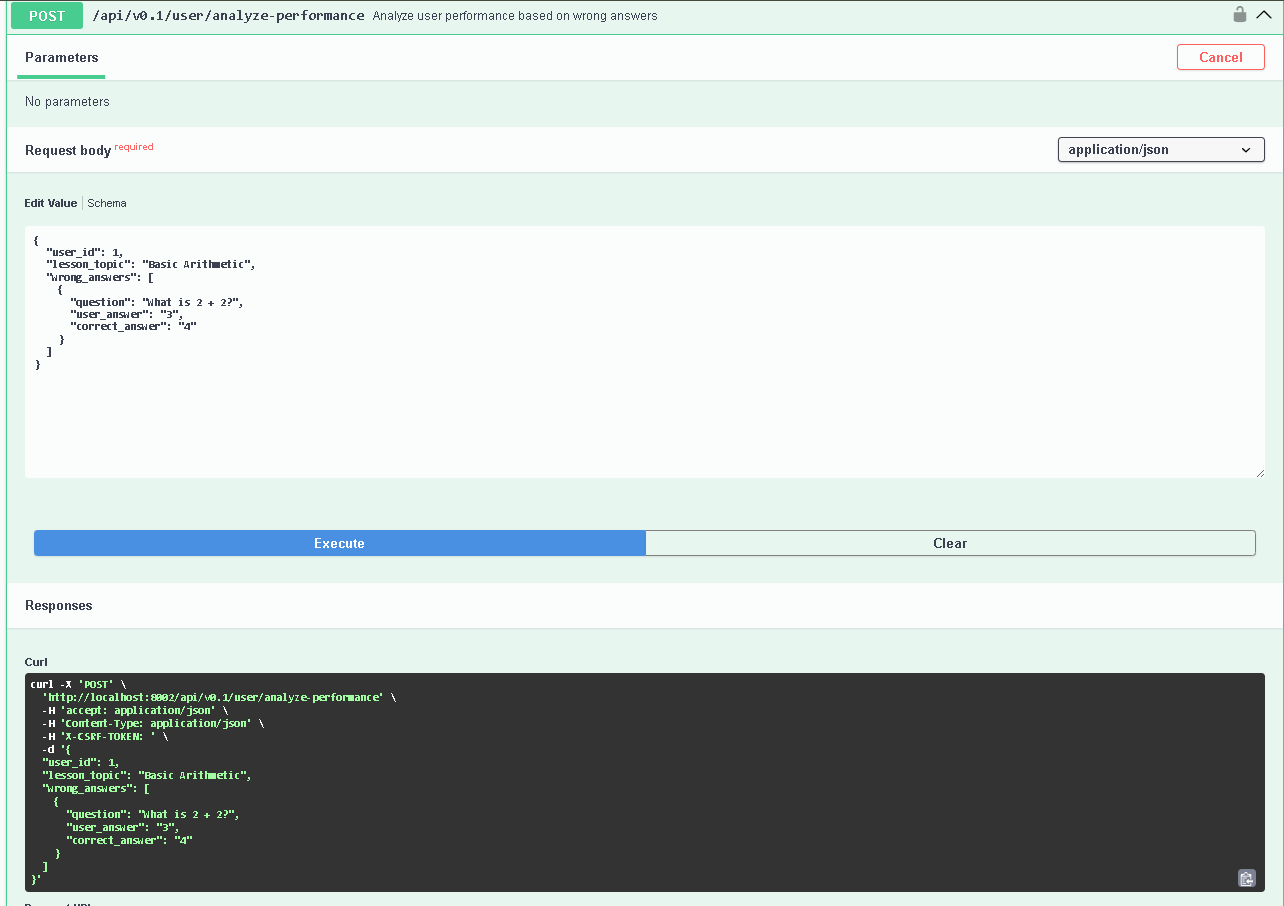 POST /api/v0.1/user/analyze-performance Analyze user performance based on wrong answers
Parameters
Cancel
No parameters
Request body required
application/json
Edit Value Schema
{
  "user_id": 1,
  "lesson_topic": "Basic Arithmetic",
  "wrong_answers": [
    {
      "question": "What is 2 + 2?",
      "user_answer": "3",
      "correct_answer": "4"
    }
  ]
}
Execute
Clear
Responses
Curl
curl -X 'POST' \
  'http://localhost:8002/api/v0.1/user/analyze-performance' \
  -H 'accept: application/json' \
  -H 'Content-Type: application/json' \
  -H 'X-CSRF-TOKEN: ' \
  -d '{
  "user_id": 1,
  "lesson_topic": "Basic Arithmetic",
  "wrong_answers": [
    {
      "question": "What is 2 + 2?",
      "user_answer": "3",
      "correct_answer": "4"
    }
  ]
}'